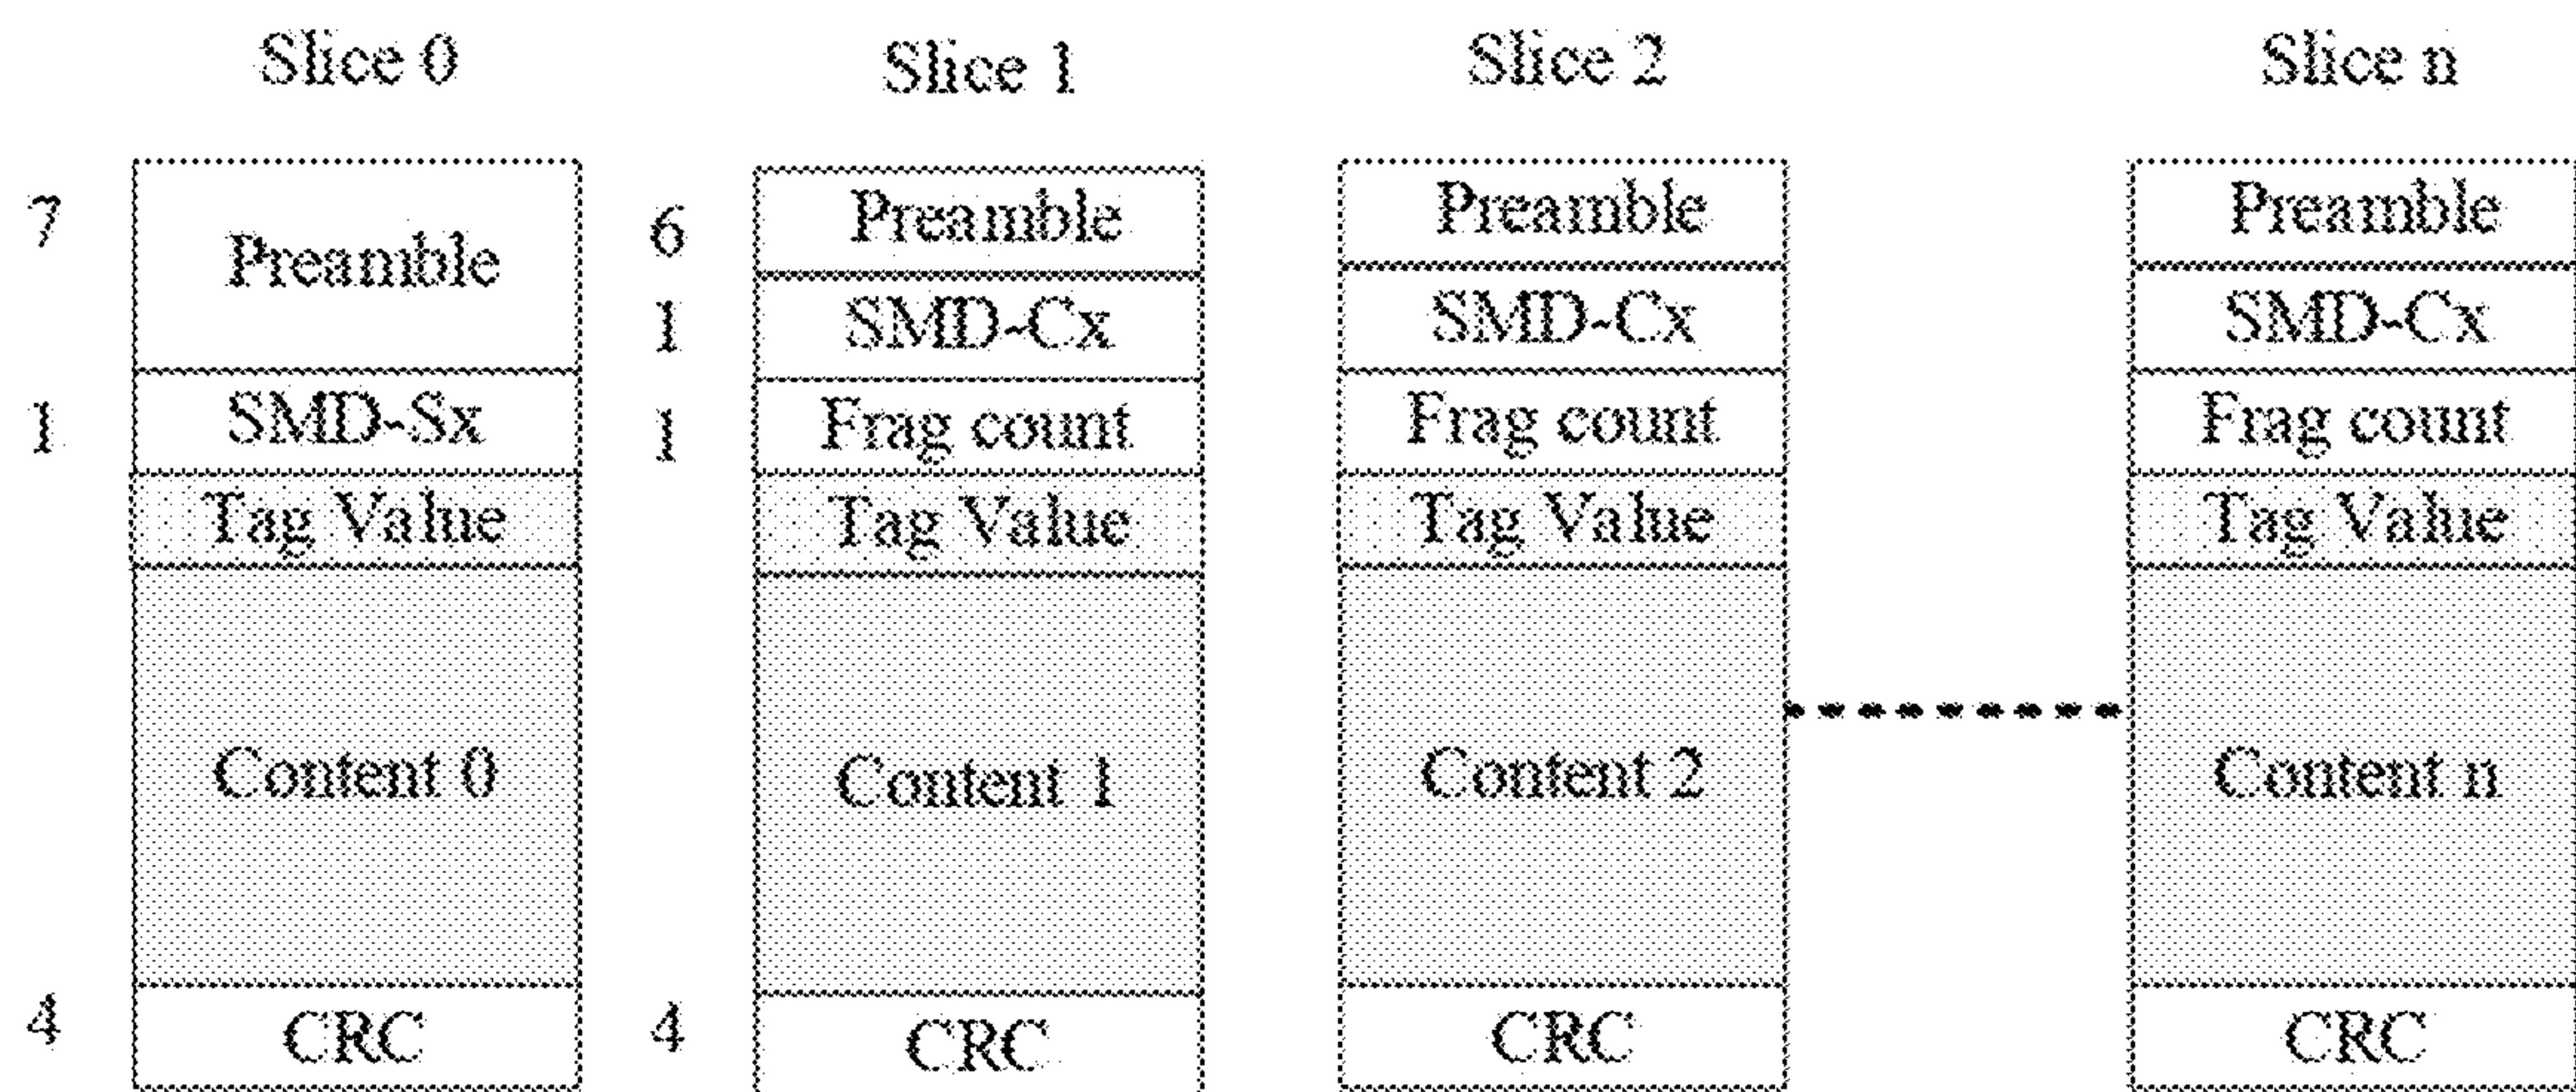 Slice 0
7
Preamble
1
SMD-Sx
Tag Value
Content 0
4
CRC
Slice 1
6
Preamble
1
SMD-Cx
1
Frag count
Tag Value
Content 1
4
CRC
Slice 2
Preamble
SMD-Cx
Frag count
Tag Value
Content 2
CRC
Slice n
Preamble
SMD-Cx
Frag count
Tag Value
Content n
CRC